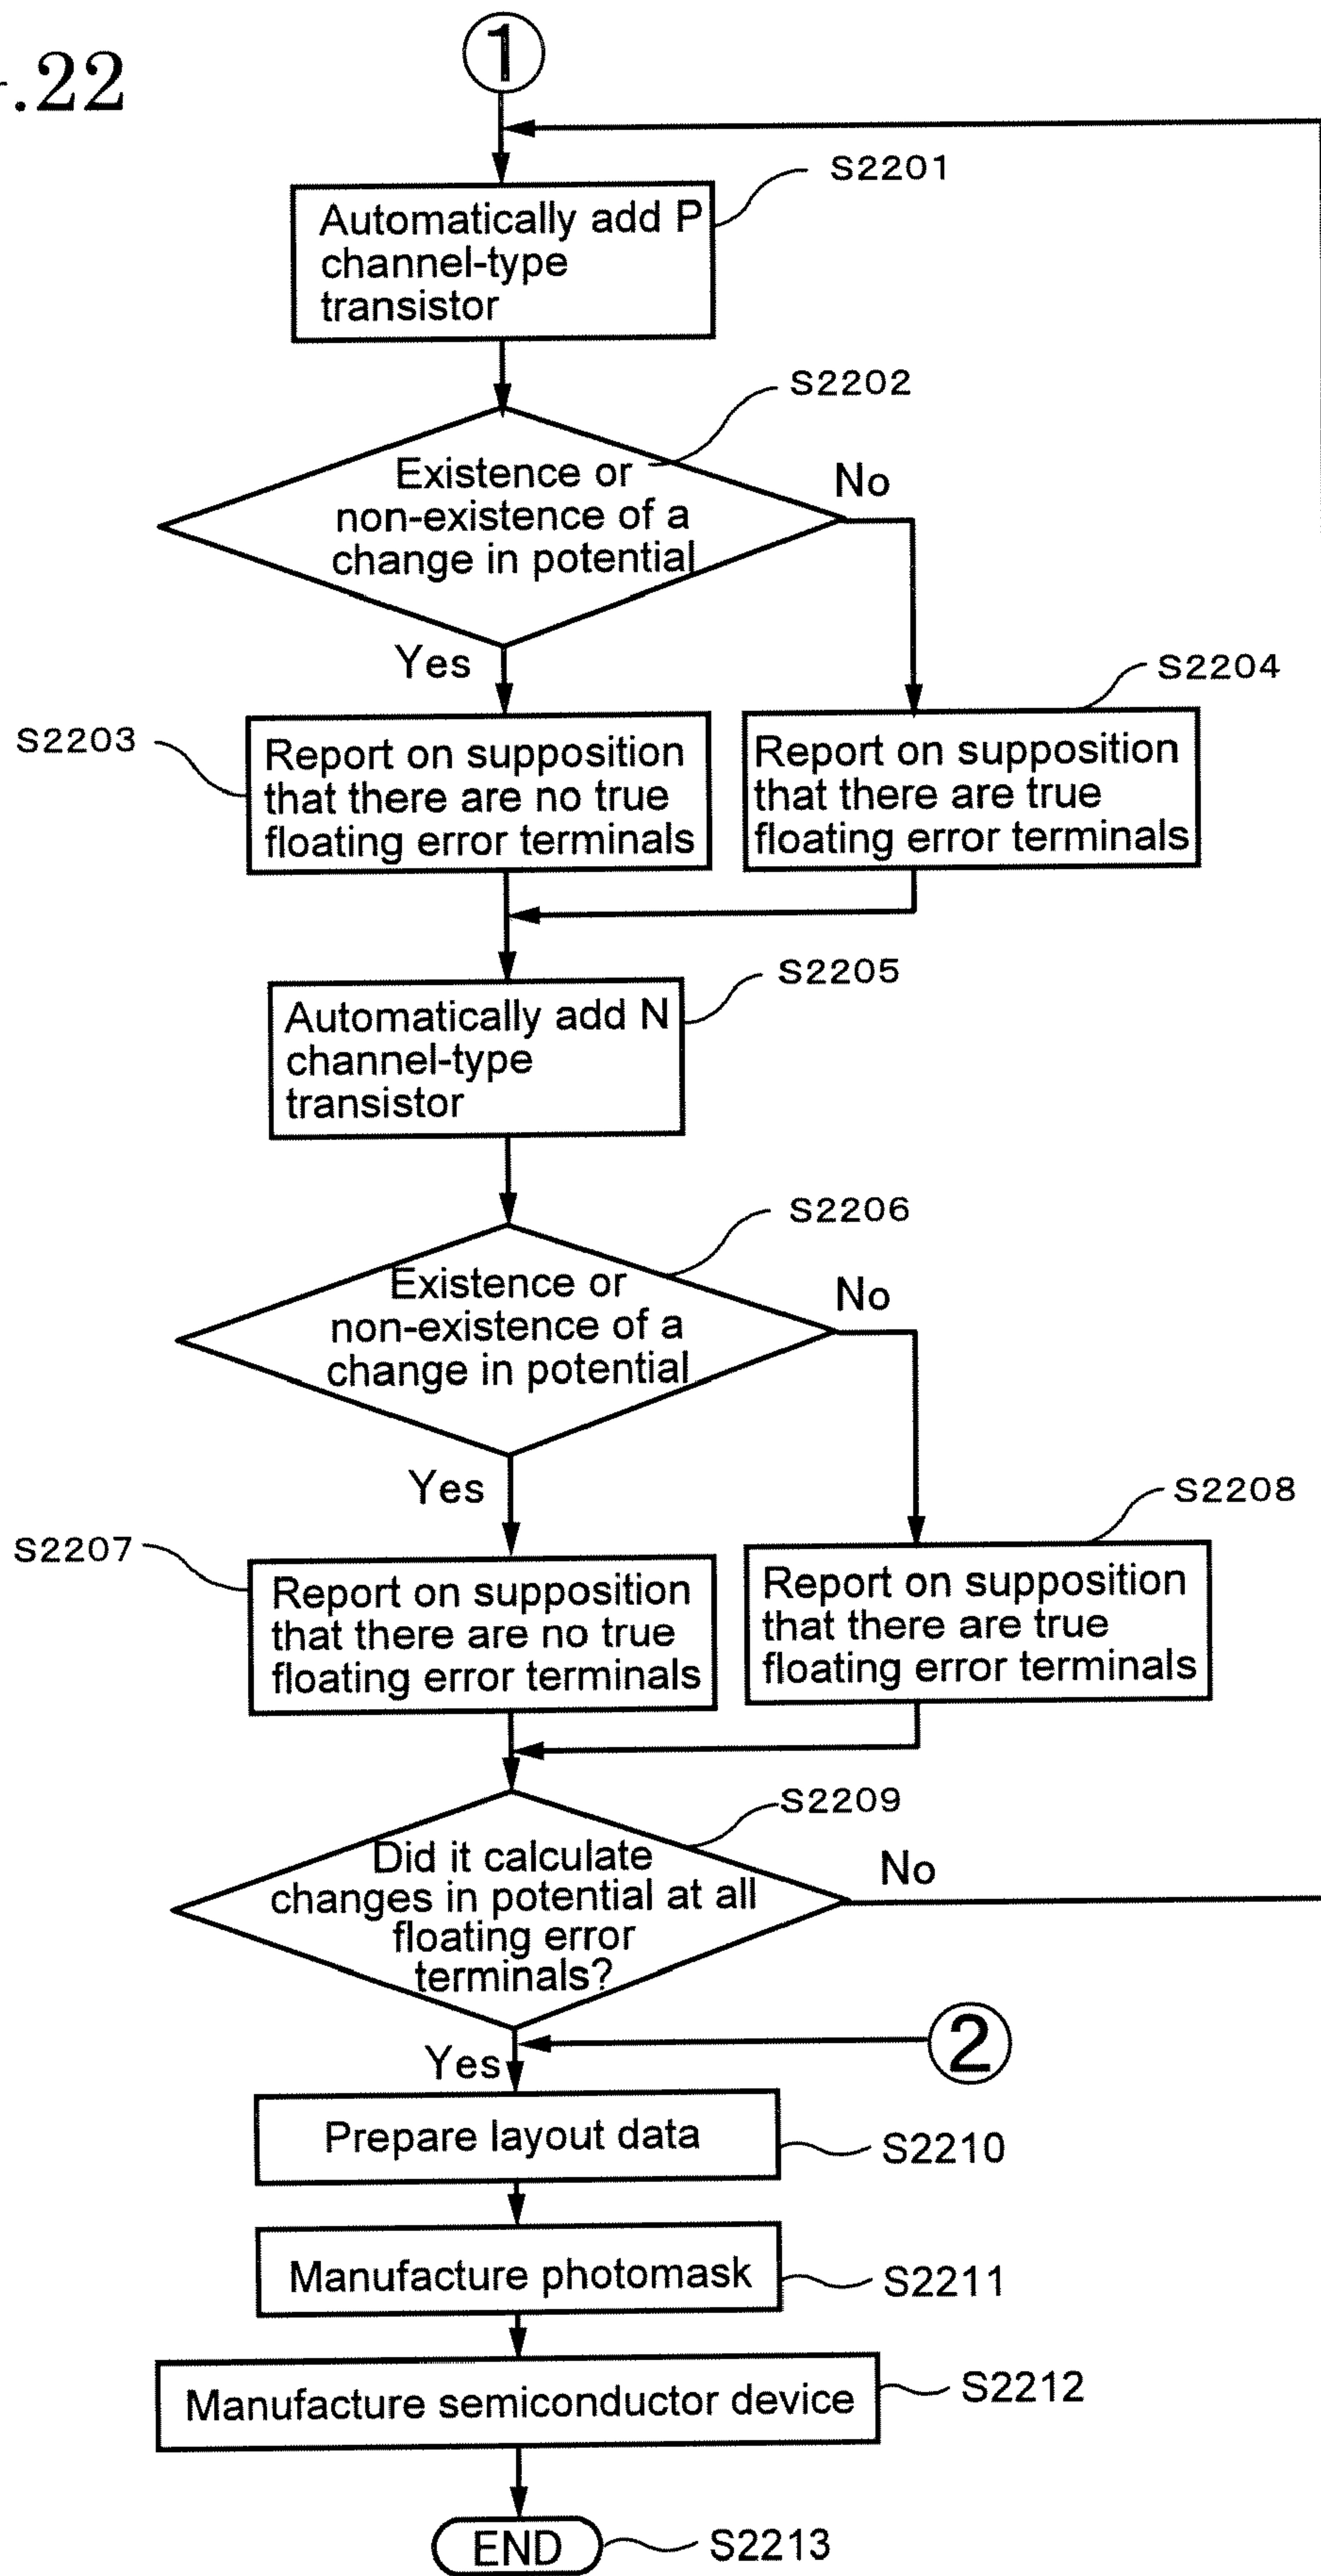 .22
1
S2201
Automatically add P
channel-type
transistor
S2202
Existence or
non-existence of a
change in potential
No
Yes
S2204
S2203
Report on supposition
that there are no true
floating error terminals
Report on supposition
that there are true
floating error terminals
S2205
Automatically add N
channel-type
transistor
S2206
Existence or
non-existence of a
change in potential
No
Yes
S2208
S2207
Report on supposition
that there are no true
floating error terminals
Report on supposition
that there are true
floating error terminals
S2209
Did it calculate
changes in potential at all
floating error
terminals?
No
2
Yes
Prepare layout data
S2210
Manufacture photomask
S2211
Manufacture semiconductor device
S2212
END
S2213